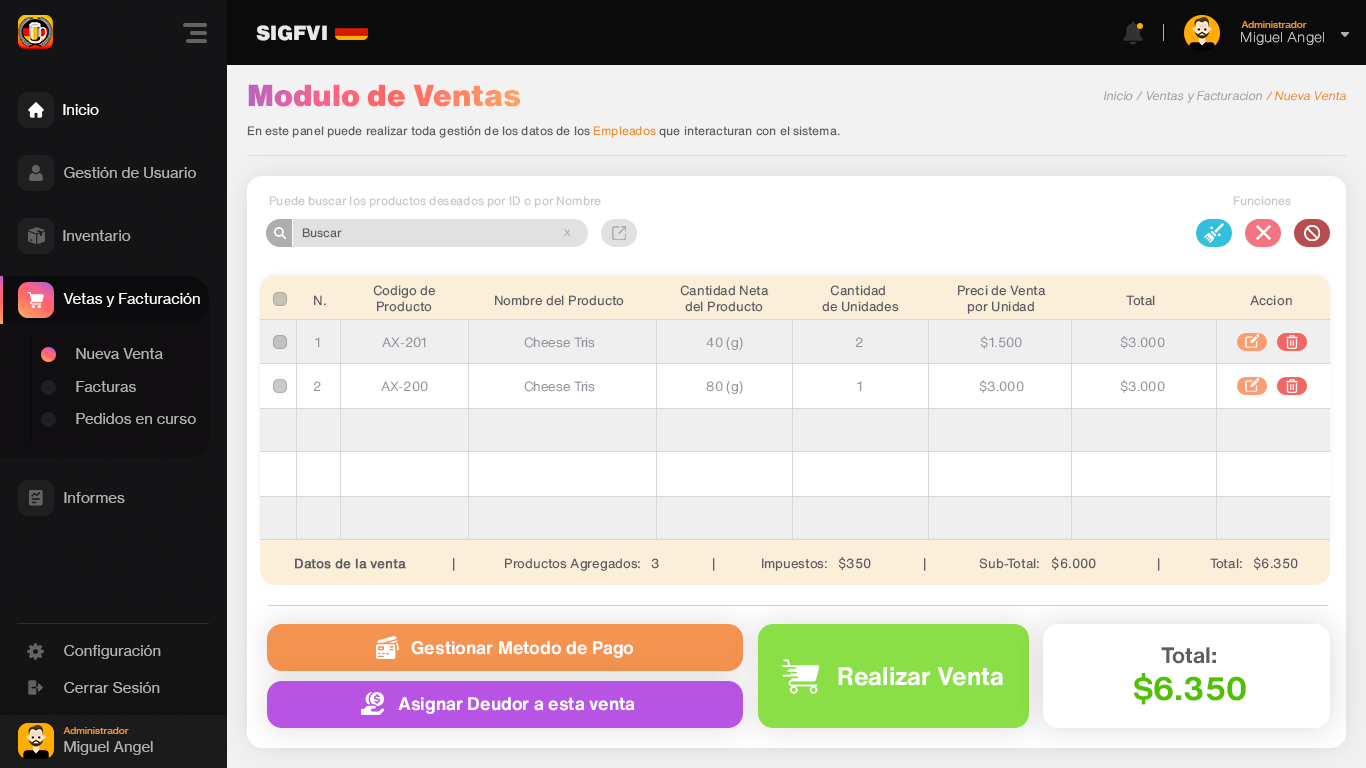 SIGFVI
Administrador
Miguel Angel
Inicio
Gestión de Usuario
Inventario
Vetas y Facturación
Nueva Venta
Facturas
Pedidos en curso
Informes
Configuración
Cerrar Sesión
Administrador
Miguel Angel
Modulo de Ventas
Inicio / Ventas y Facturacion / Nueva Venta
En este panel puede realizar toda gestión de los datos de los Empleados que interacturan con el sistema.
Puede buscar los productos deseados por ID o por Nombre
Funciones
Buscar x
N. Codigo de Producto Nombre del Producto Cantidad Neta del Producto Cantidad de Unidades Preci de Venta por Unidad Total Accion
1 AX-201 Cheese Tris 40 (g) 2 $1.500 $3.000
2 AX-200 Cheese Tris 80 (g) 1 $3.000 $3.000
Datos de la venta | Productos Agregados: 3 | Impuestos: $350 | Sub-Total: $6.000 | Total: $6.350
Gestionar Metodo de Pago
Asignar Deudor a esta venta
Realizar Venta
Total:
$6.350